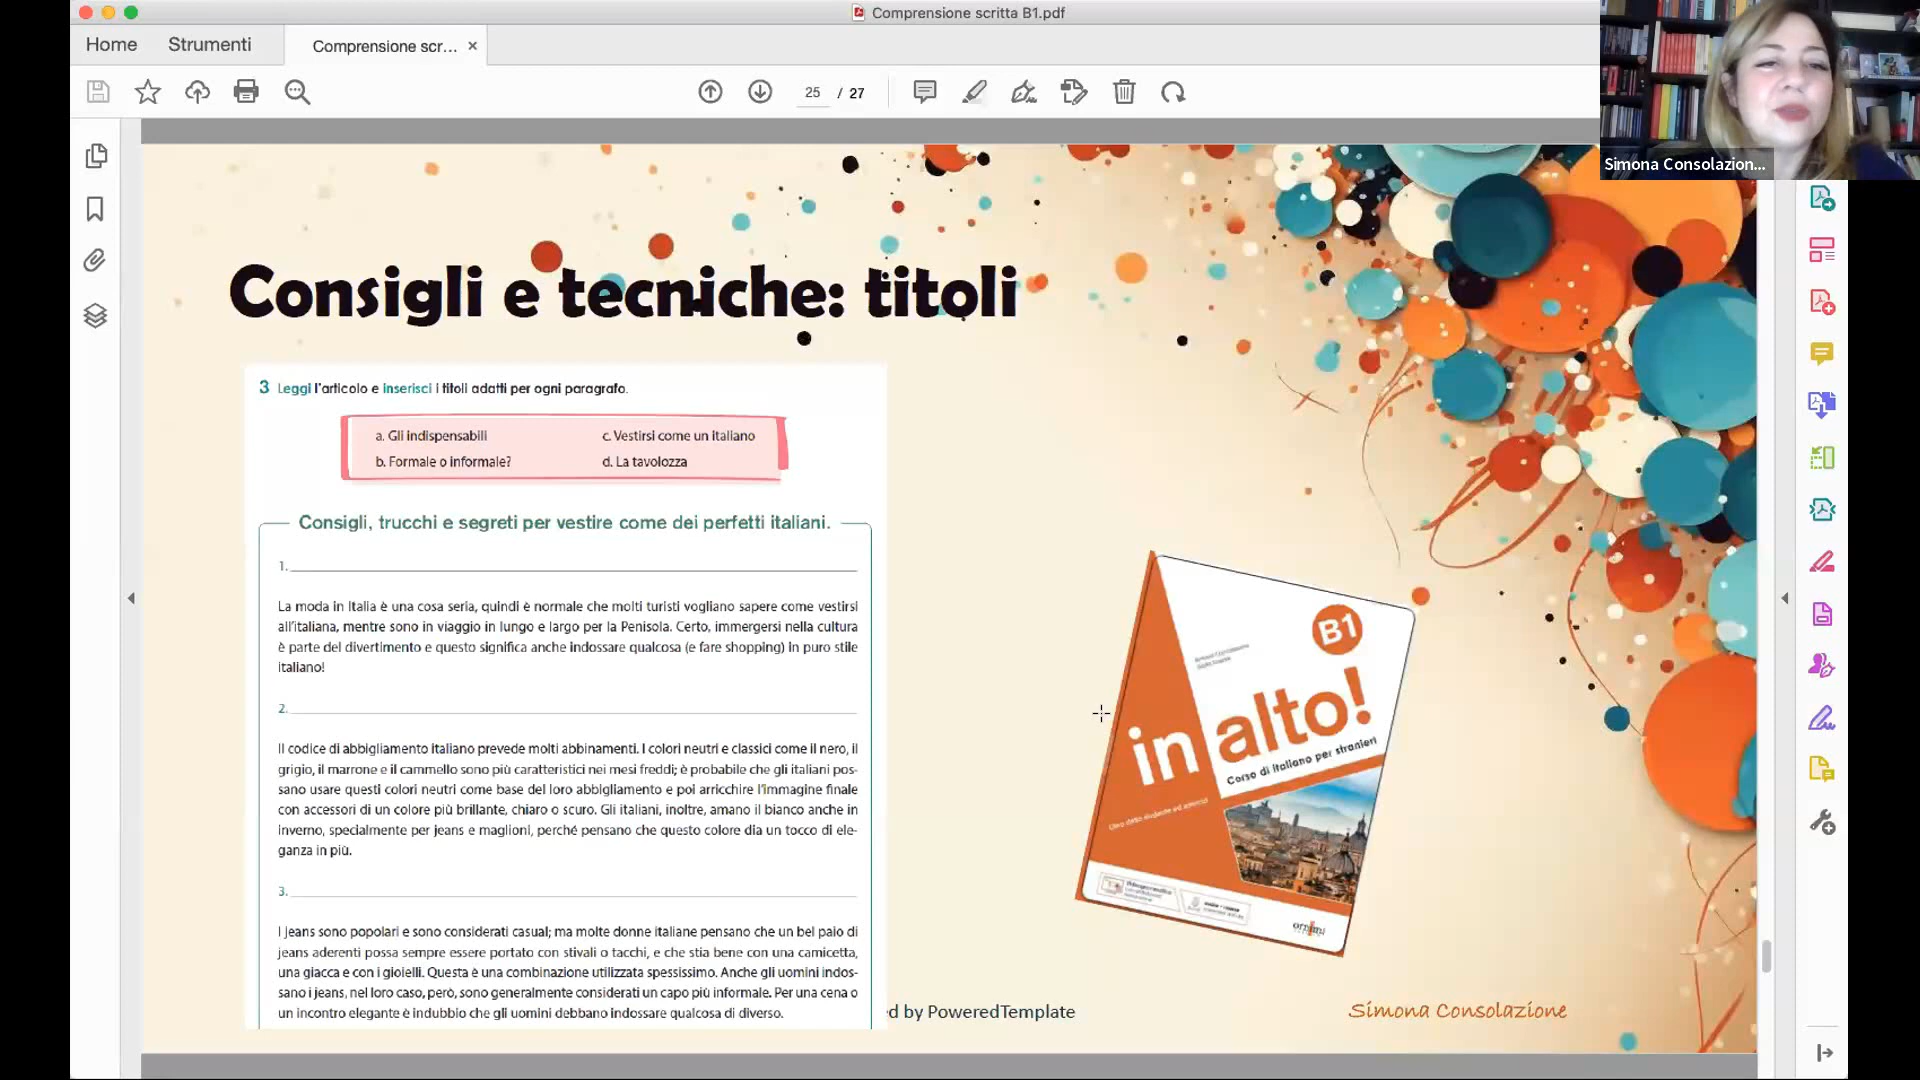 Comprensione scritta B1.pdf
Home
Strumenti
Comprensione scr...
25 / 27
Simona Consolazion...
Consigli e tecniche: titoli
3 Leggi l'articolo e inserisci i titoli adatti per ogni paragrafo.
a. Gli indispensabili
c. Vestirsi come un italiano
b. Formale o informale?
d. La tavolozza
Consigli, trucchi e segreti per vestire come dei perfetti italiani.
1.
La moda in Italia è una cosa seria, quindi è normale che molti turisti vogliano sapere come vestirsi
all'italiana, mentre sono in viaggio in lungo e largo per la Penisola. Certo, immergersi nella cultura
è parte del divertimento e questo significa anche indossare qualcosa (e fare shopping) in puro stile
italiano!
2.
Il codice di abbigliamento italiano prevede molti abbinamenti. I colori neutri e classici come il nero, il
grigio, il marrone e il cammello sono più caratteristici nei mesi freddi; è probabile che gli italiani pos-
sano usare questi colori neutri come base del loro abbigliamento e poi arricchire l'immagine finale
con accessori di un colore più brillante, chiaro o scuro. Gli italiani, inoltre, amano il bianco anche in
inverno, specialmente per jeans e maglioni, perché pensano che questo colore dia un tocco di ele-
ganza in più.
3.
I jeans sono popolari e sono considerati casual; ma molte donne italiane pensano che un bel paio di
jeans aderenti possa sempre essere portato con stivali o tacchi, e che stia bene con una camicetta,
una giacca e con i gioielli. Questa è una combinazione utilizzata spessissimo. Anche gli uomini indos-
sano i jeans, nel loro caso, però, sono generalmente considerati un capo più informale. Per una cena o
un incontro elegante è indubbio che gli uomini debbano indossare qualcosa di diverso.
B1
in alto!
Corso di italiano per stranieri
ornimi
ed by PoweredTemplate
Simona Consolazione